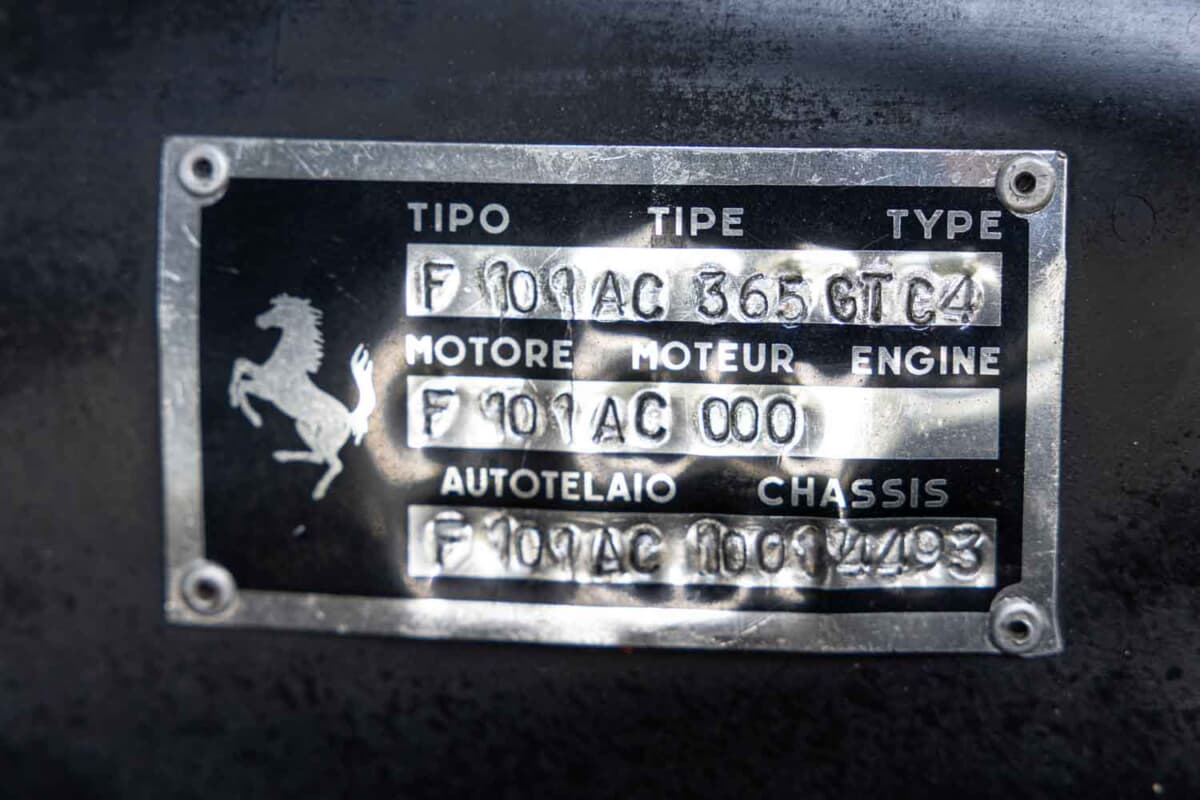 TIPO TIPE TYPE
F 101 AC 365 GT C4
MOTORE MOTEUR ENGINE
F 101 AC 000
AUTOTELAIO CHASSIS
F 101 AC 10014493